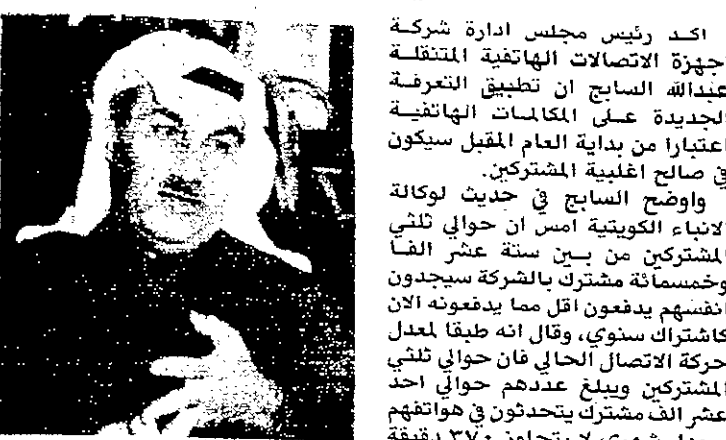 اكد رئيس مجلس ادارة شركة
اجهزة الاتصالات الهاتفية المتنقلة
عبدالله السابج ان تطبيق التعرفة
الجديدة على المكالمات الهاتفية
اعتبارا من بداية العام المقبل سيكون
في صالح اغلبية المشتركين.
واوضح السابج في حديث لوكالة
الانباء الكويتية امس ان حوالي ثلثي
المشتركين من بين ستة عشر الفا
وخمسمائة مشترك بالشركة سيجدون
انفسهم يدفعون اقل مما يدفعونه الان
كاشتراك سنوي، وقال انه طبقا لمعدل
حركة الاتصال الحالي فان حوالي ثلثي
المشتركين ويبلغ عددهم حوالي احد
عشر الف مشترك يتحدثون في هواتفهم
لا يتجاوز ٣٧٠ دقيقة